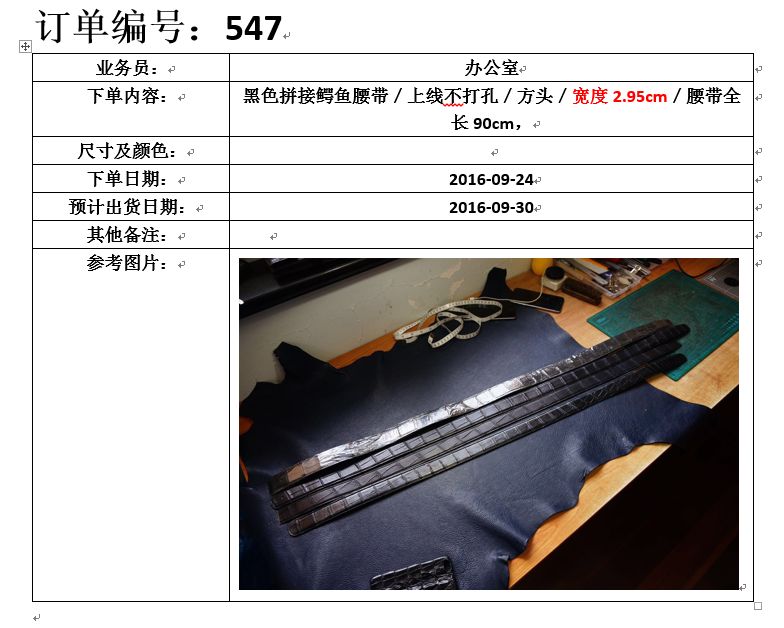 订单编号：547
业务员：
办公室
下单内容：
黑色拼接鳄鱼腰带／上线不打孔／方头／宽度 2.95cm／腰带全
长 90cm，
尺寸及颜色：
下单日期：
2016-09-24
预计出货日期：
2016-09-30
其他备注：
参考图片：